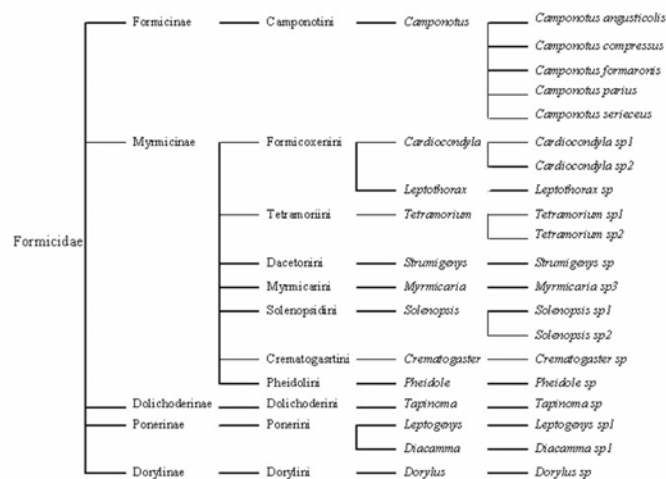 Formicinae Camponotini Camponotus Camponotus angusticolis
Camponotus compressus
Camponotus formaronis
Camponotus parius
Camponotus serieceus
Myrmicinae Formicoxenini Cardiocondyla Cardiocondyla sp1
Cardiocondyla sp2
Leptothorax Leptothorax sp
Tetramoriini Tetramorium Tetramorium sp1
Tetramorium sp2
Formicidae
Dacetonini Strumigenys Strumigenys sp
Myrmicarini Myrmicaria Myrmicaria sp3
Solenopsidini Solenopsis Solenopsis sp1
Solenopsis sp2
Crematogasrtini Crematogaster Crematogaster sp
Pheidolini Pheidole Pheidole sp
Dolichoderinae Dolichoderini Tapinoma Tapinoma sp
Ponerinae Ponerini Leptogenys Leptogenys sp1
Diacamma Diacamma sp1
Dorylinae Dorylini Dorylus Dorylus sp